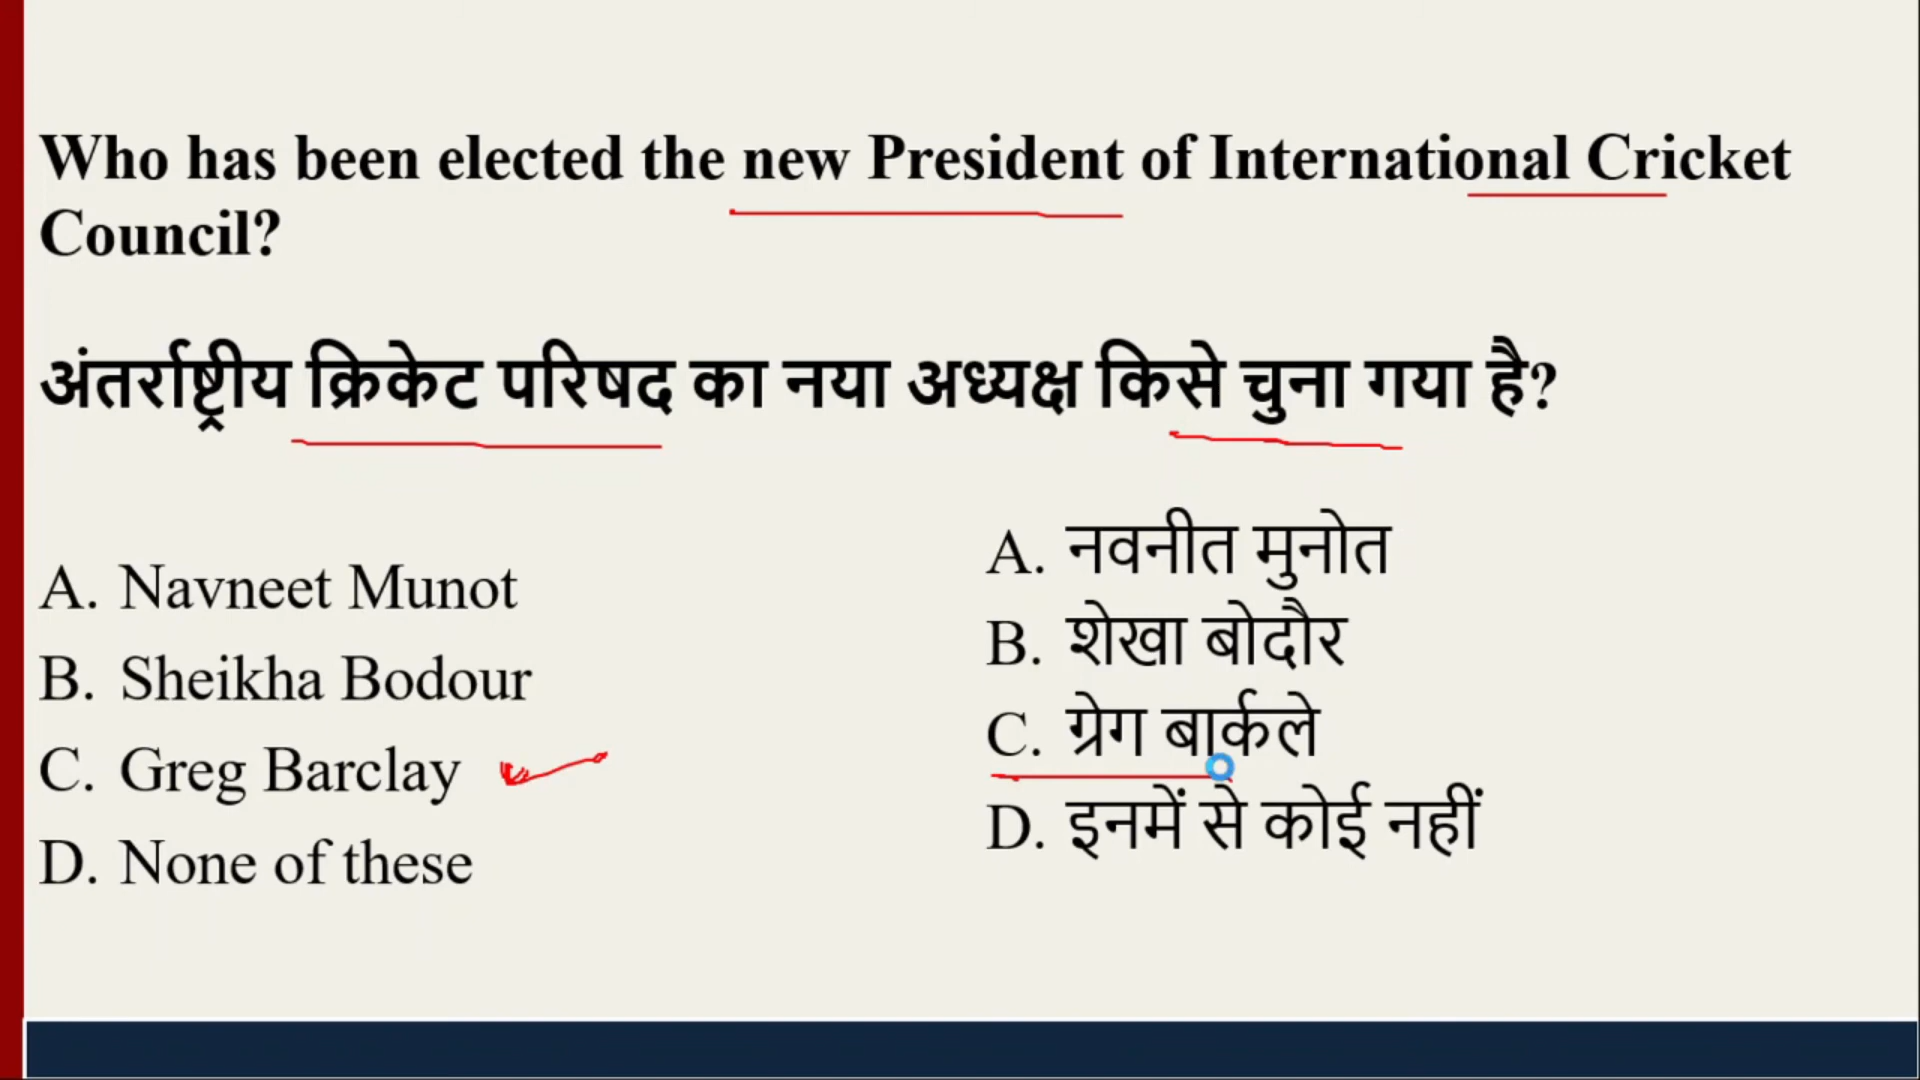 Who has been elected the new President of International Cricket
Council?
अंतर्राष्ट्रीय क्रिकेट परिषद का नया अध्यक्ष किसे चुना गया है?
A. Navneet Munot
B. Sheikha Bodour
C. Greg Barclay
D. None of these
A. नवनीत मुनोत
B. शेखा बोदौर
C. ग्रेग बार्कले
D. इनमें से कोई नहीं